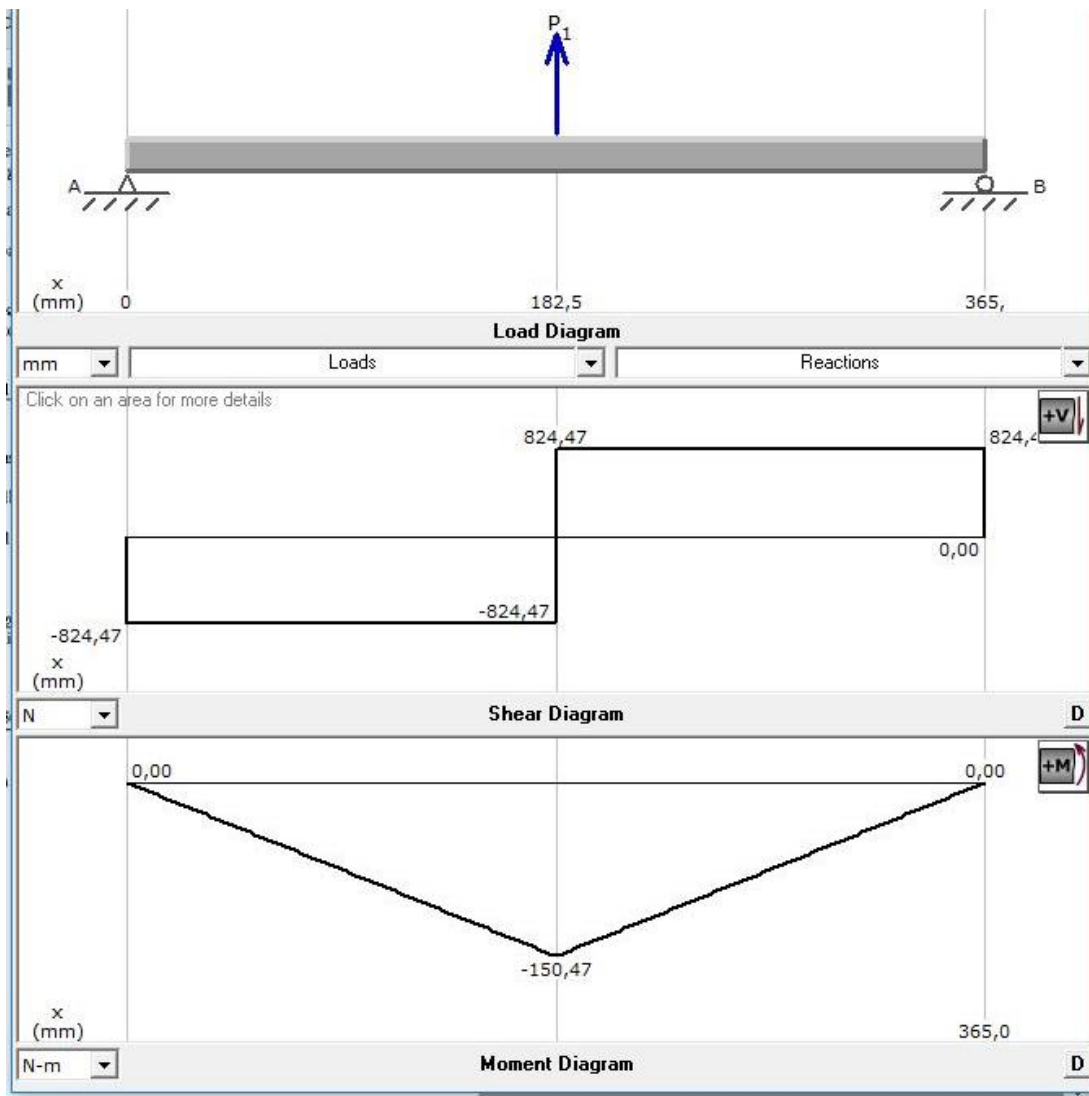 P1
A
B
x
(mm) 0 182,5 365,
Load Diagram
mm Loads Reactions
Click on an area for more details
+V
824,47 824,4
0,00
-824,47
-824,47
x
(mm)
N Shear Diagram D
+M
0,00 0,00
-150,47
x
(mm) 365,0
N-m Moment Diagram D